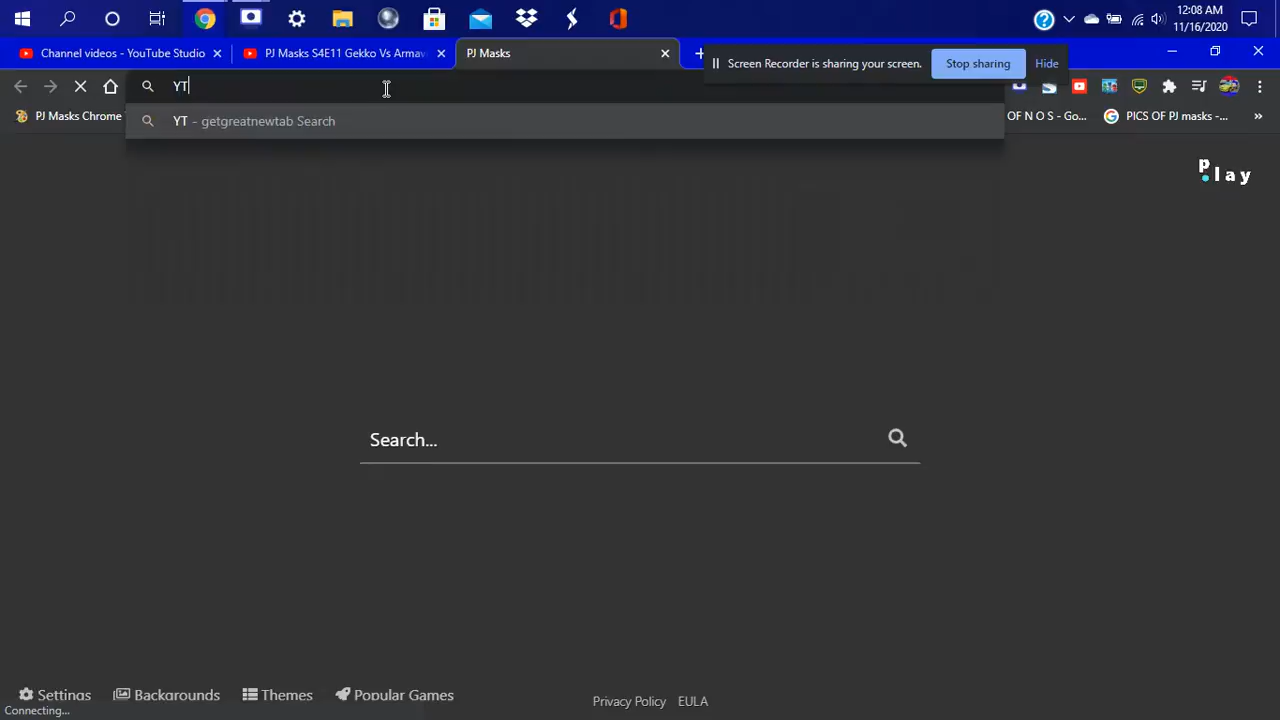 12:08 AM
11/16/2020
Channel videos - YouTube Studio
PJ Masks S4E11 Gekko Vs Armav
PJ Masks
Screen Recorder is sharing your screen.
Stop sharing
Hide
YT
PJ Masks Chrome
YT - getgreatnewtab Search
OF N O S - Go...
PICS OF PJ masks -...
play
Search...
Settings
Backgrounds
Themes
Popular Games
Privacy Policy
EULA
Connecting...